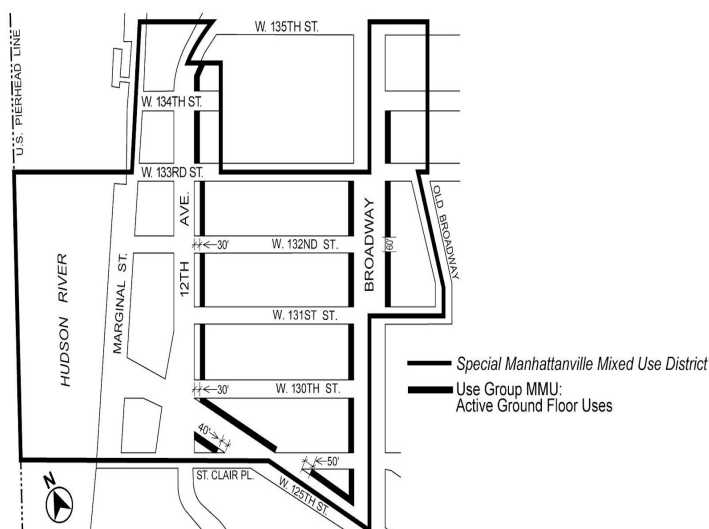 W. 135TH ST.
U.S. PIERHEAD LINE
W. 134TH ST.
W. 133RD ST.
OLD BROADWAY
AVE.
12TH
30'
W. 132ND ST.
BROADWAY
60'
HUDSON RIVER
MARGINAL ST.
W. 131ST ST.
Special Manhattanville Mixed Use District
30'
W. 130TH ST.
Use Group MMU:
Active Ground Floor Uses
40'
50'
ST. CLAIR PL.
W. 125TH ST.
N